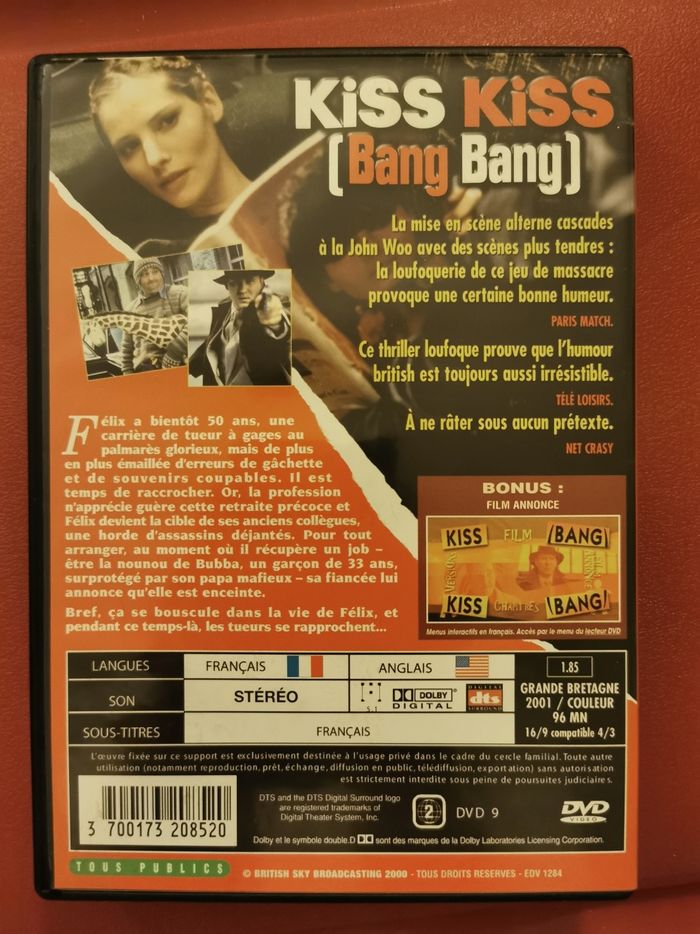 KiSS KiSS
(Bang Bang)
La mise en scène alterne cascades
à la John Woo avec des scènes plus tendres :
la loufoquerie de ce jeu de massacre
provoque une certaine bonne humeur.
PARIS MATCH.
Ce thriller loufoque prouve que l'humour
british est toujours aussi irrésistible.
TÉLÉ LOISIRS.
À ne râter sous aucun prétexte.
NET CRASY
Félix a bientôt 50 ans, une
carrière de tueur à gages au
palmarès glorieux, mais de plus
en plus émaillée d'erreurs de gâchette
et de souvenirs coupables. Il est
temps de raccrocher. Or, la profession
n'apprécie guère cette retraite précoce et
Félix devient la cible de ses anciens collègues,
une horde d'assassins déjantés. Pour tout
arranger, au moment où il récupère un job –
être la nounou de Bubba, un garçon de 33 ans,
surprotégé par son papa mafieux – sa fiancée lui
annonce qu'elle est enceinte.
Bref, ça se bouscule dans la vie de Félix, et
pendant ce temps-là, les tueurs se rapprochent...
BONUS :
FILM ANNONCE
KISS FILM (BANG)
VERSION
KISS CHAPITRES (BANG)
Menus interactifs en français. Accès par le menu du lecteur DVD
LANGUES FRANÇAIS ANGLAIS
SON STÉRÉO 5.1 DOLBY DIGITAL DIGITAL dts SURROUND
SOUS-TITRES FRANÇAIS
1.85
GRANDE BRETAGNE
2001 / COULEUR
96 MN
16/9 compatible 4/3
L'œuvre fixée sur ce support est exclusivement destinée à l'usage privé dans le cadre du cercle familial. Toute autre
utilisation (notamment reproduction, prêt, échange, diffusion en public, télédiffusion, exportation) sans autorisation
est strictement interdite sous peine de poursuites judiciaires.
3 700173 208520
DTS and the DTS Digital Surround logo
are registered trademarks of
Digital Theater System, Inc.
2
DVD 9
DVD
VIDEO
Dolby et le symbole double.D sont des marques de la Dolby Laboratories Licensing Corporation.
TOUS PUBLICS
© BRITISH SKY BROADCASTING 2000 - TOUS DROITS RESERVES - EDV 1284